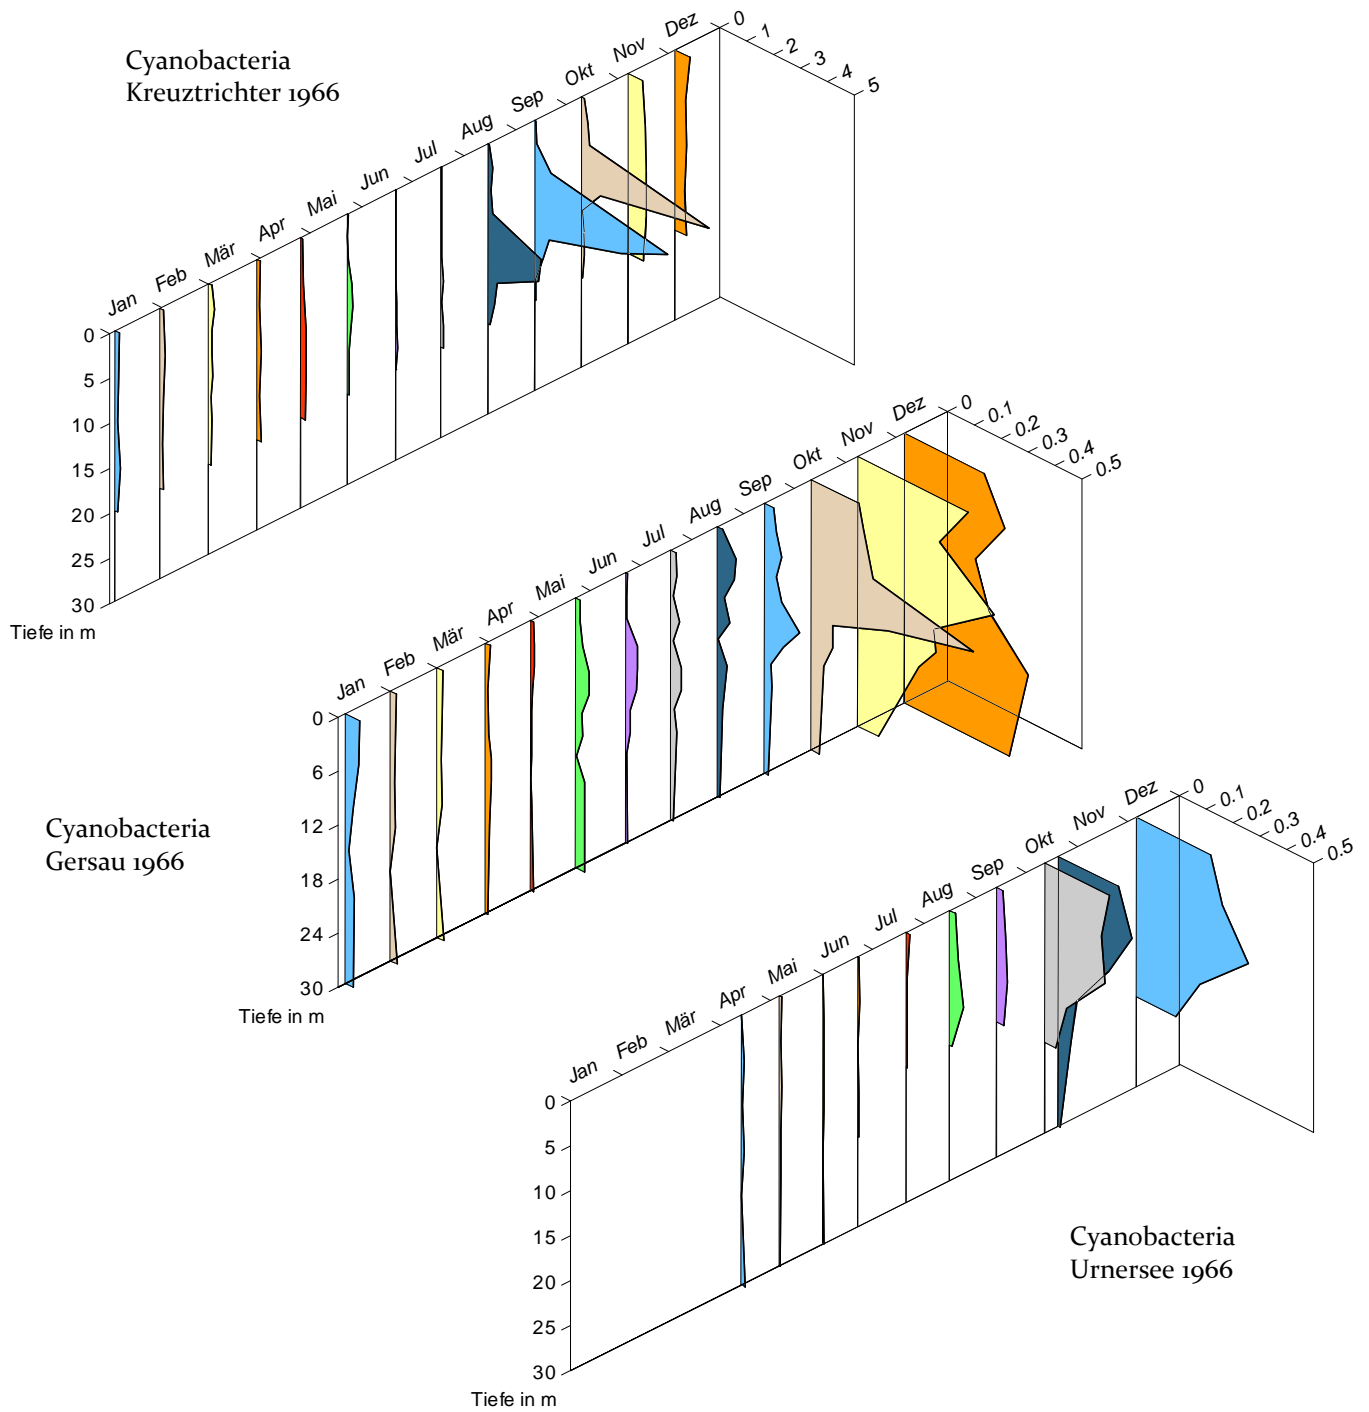 Cyanobacteria
Kreuztrichter 1966
Jan
Feb
Mär
Apr
Mai
Jun
Jul
Aug
Sep
Okt
Nov
Dez
0
1
2
3
4
5
0
5
10
15
20
25
30
Tiefe in m
Cyanobacteria
Gersau 1966
Jan
Feb
Mär
Apr
Mai
Jun
Jul
Aug
Sep
Okt
Nov
Dez
0
0.1
0.2
0.3
0.4
0.5
0
6
12
18
24
30
Tiefe in m
Cyanobacteria
Urnersee 1966
Jan
Feb
Mär
Apr
Mai
Jun
Jul
Aug
Sep
Okt
Nov
Dez
0
0.1
0.2
0.3
0.4
0.5
0
5
10
15
20
25
30
Tiefe in m